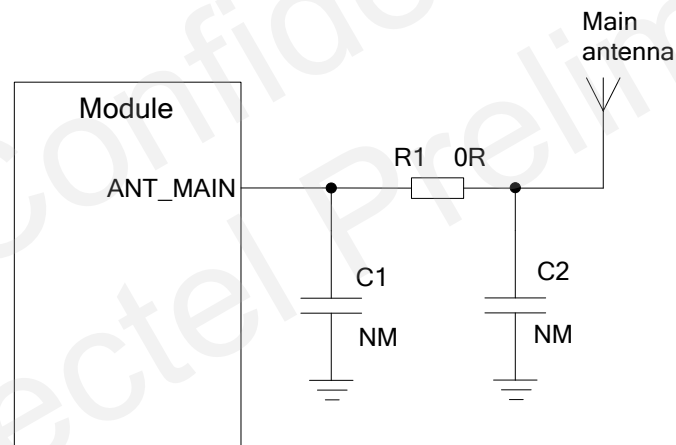 Main
antenna
Module
R1 0R
ANT_MAIN
C1
C2
NM
NM